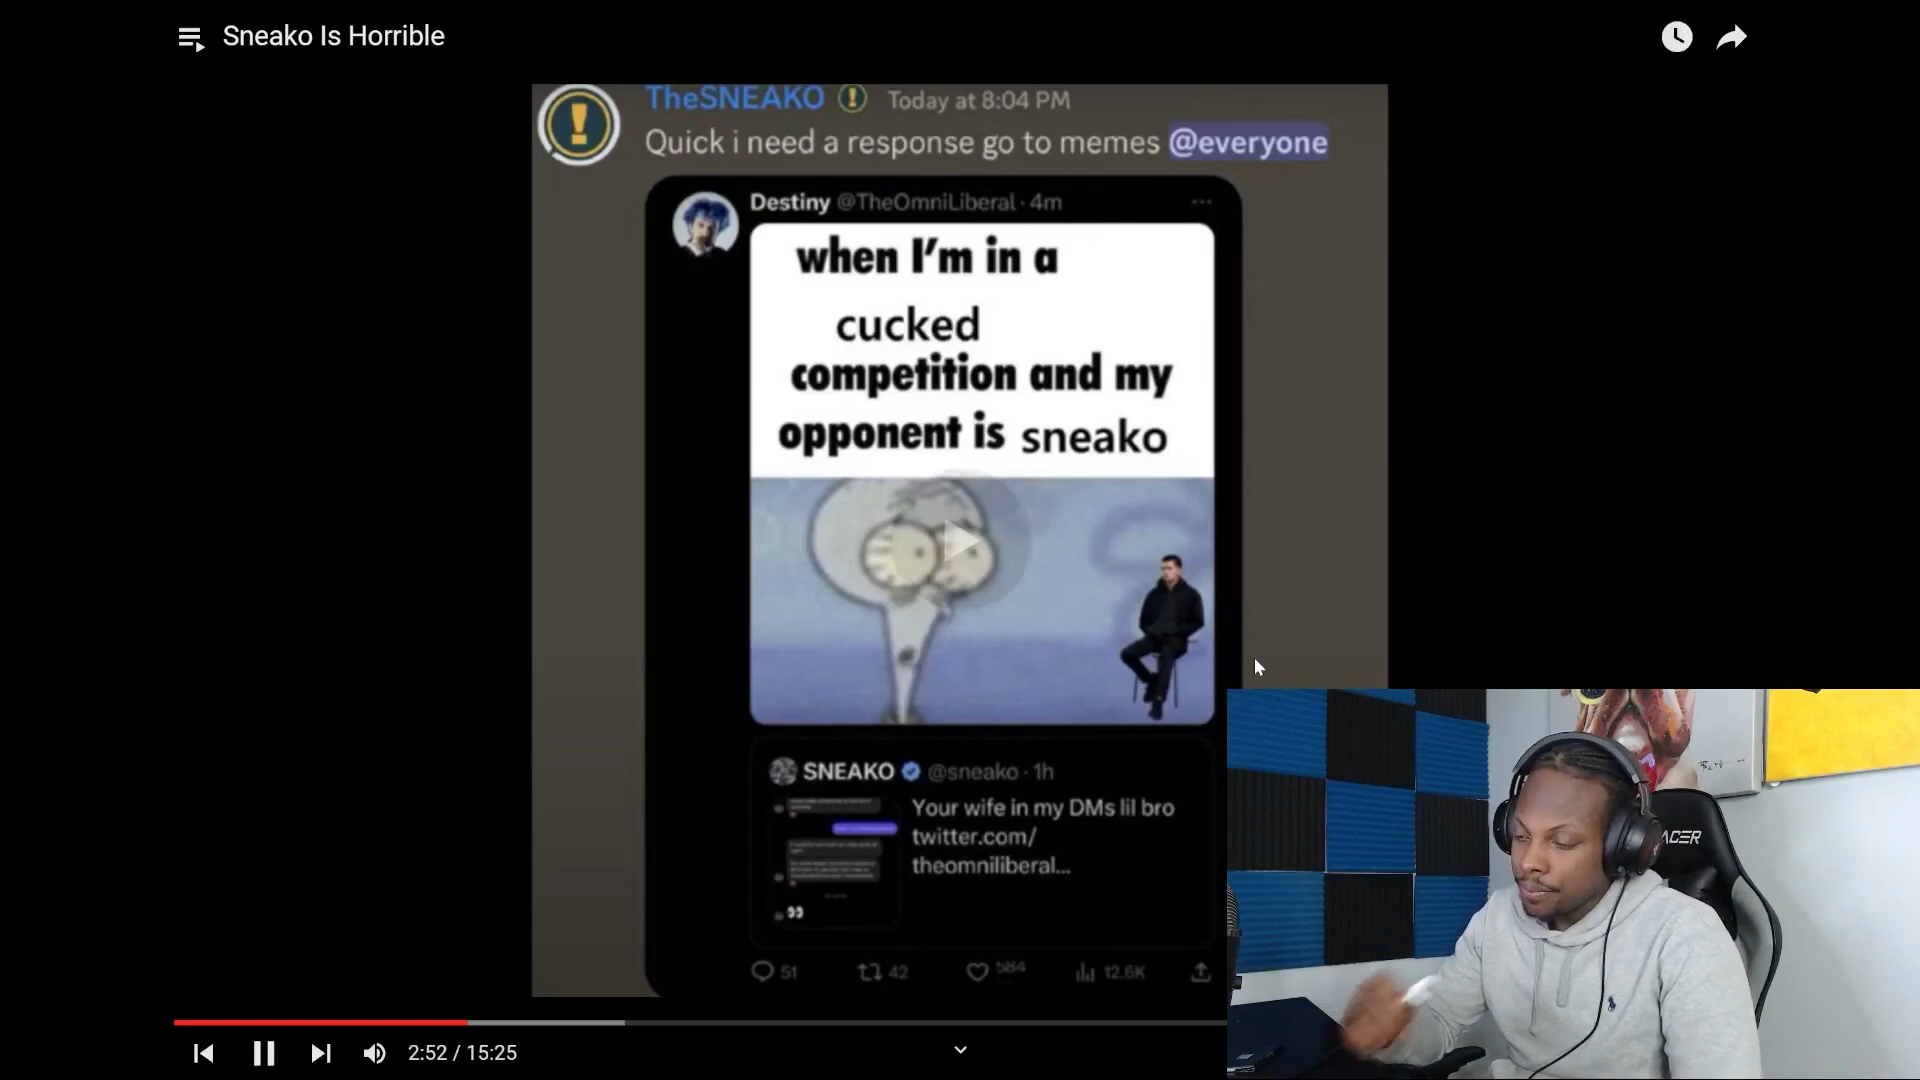 Sneako Is Horrible
TheSNEAKO Today at 8:04 PM
Quick i need a response go to memes @everyone
Destiny @TheOmniLiberal · 4m
when I'm in a
cucked
competition and my
opponent is sneako
SNEAKO @sneako · 1h
Your wife in my DMs lil bro
twitter.com/
theomniliberal...
51 42 584 12.6K
ACER
2:52 / 15:25